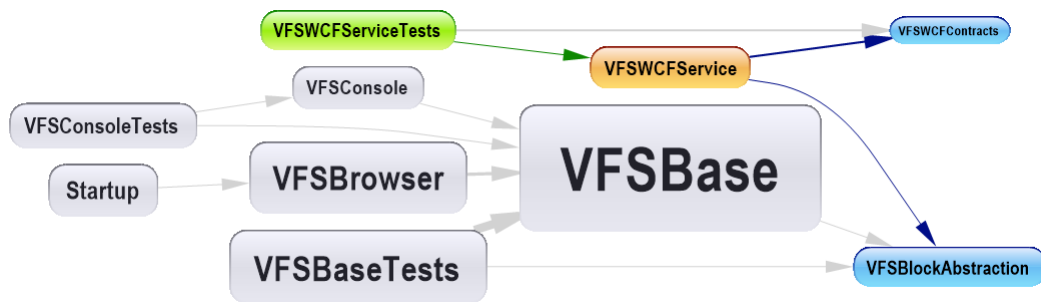 VFSWCFServiceTests
VFSWCFContracts
VFSWCFService
VFSConsole
VFSConsoleTests
VFSBase
VFSBrowser
Startup
VFSBaseTests
VFSBlockAbstraction